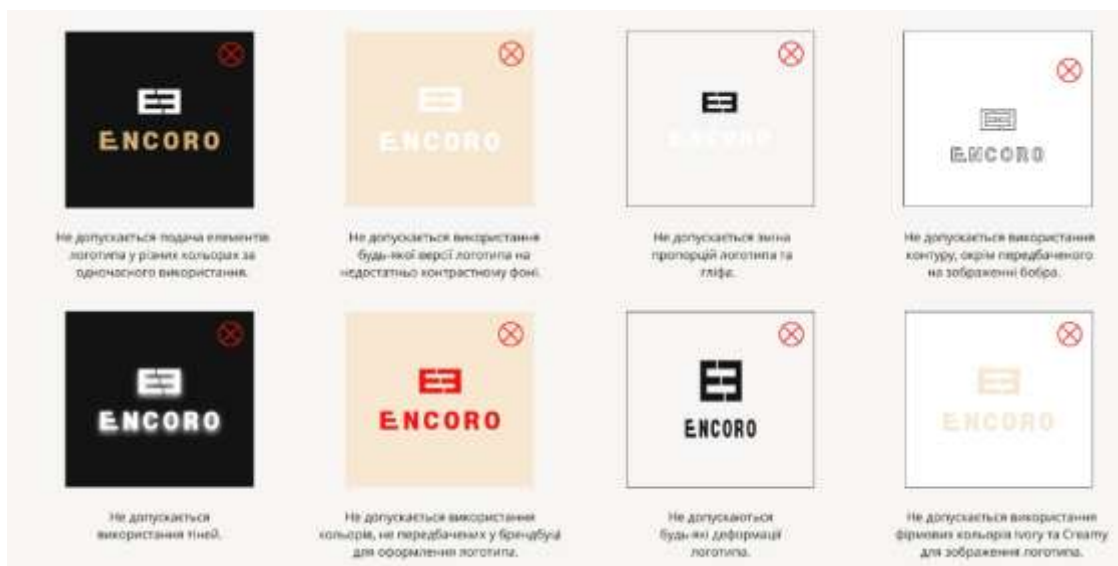 ENCORO
Не допускається подача елементів
логотипа у різних кольорах за
одночасного використання.
ENCORO
Не допускається використання
будь-якої версії логотипа на
недостатньо контрастному фоні.
ENCORO
Не допускається зміна
пропорцій логотипа та
гліфа.
ENCORO
Не допускається використання
контуру, окрім передбаченого
на зображенні бобра.
ENCORO
Не допускається
використання тіней.
ENCORO
Не допускається використання
кольорів, не передбачених у брендбуці
для оформлення логотипа.
ENCORO
Не допускаються
будь-які деформації
логотипа.
ENCORO
Не допускається використання
фірмових кольорів Ivory та Creamy
для зображення логотипа.